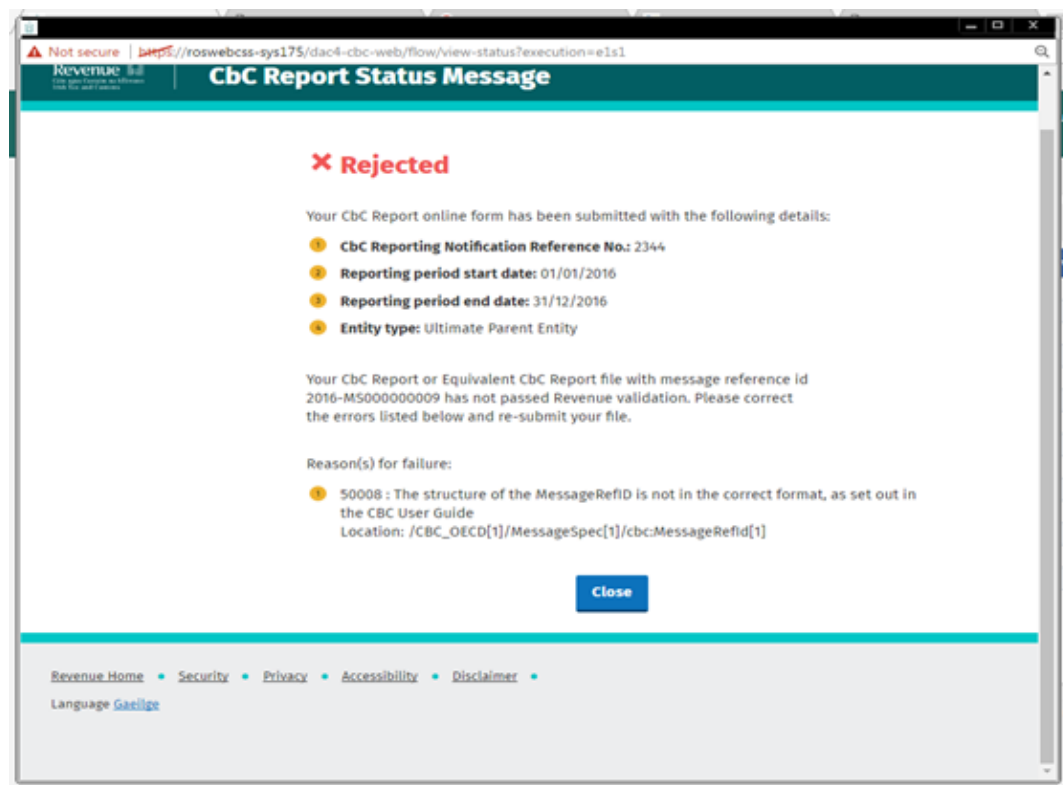 Not secure | https://roswebcss-sys175/dac4-cbc-web/flow/view-status?execution=e1s1
Revenue
CbC Report Status Message
Rejected
Your CbC Report online form has been submitted with the following details:
1 CbC Reporting Notification Reference No.: 2344
2 Reporting period start date: 01/01/2016
3 Reporting period end date: 31/12/2016
4 Entity type: Ultimate Parent Entity
Your CbC Report or Equivalent CbC Report file with message reference id
2016-MS000000009 has not passed Revenue validation. Please correct
the errors listed below and re-submit your file.
Reason(s) for failure:
1 50008 : The structure of the MessageRefID is not in the correct format, as set out in
the CBC User Guide
Location: /CBC_OECD[1]/MessageSpec[1]/cbc:MessageRefId[1]
Close
Revenue Home • Security • Privacy • Accessibility • Disclaimer •
Language Gaeilge